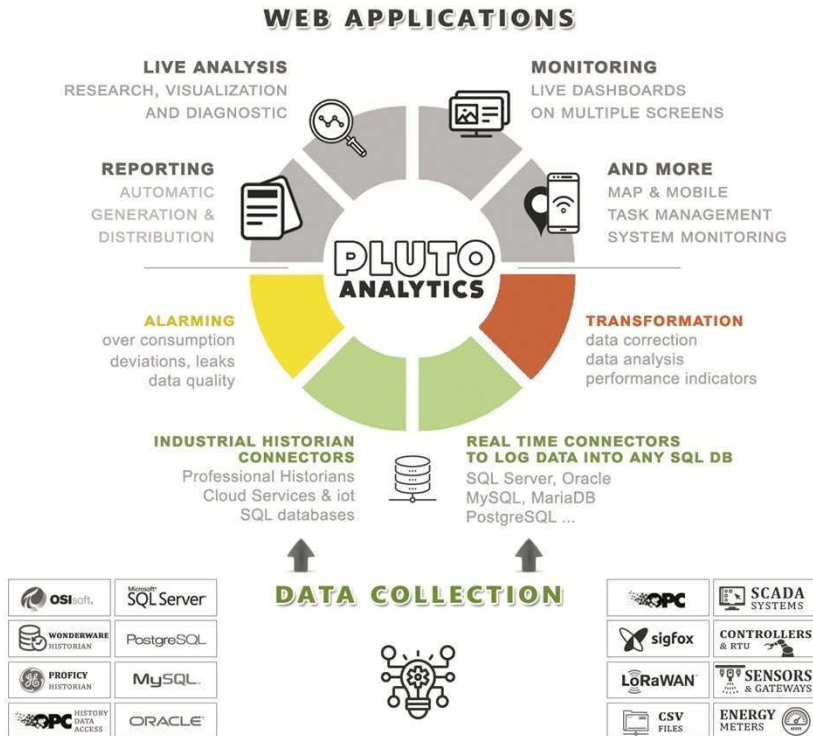 WEB APPLICATIONS
LIVE ANALYSIS
RESEARCH, VISUALIZATION
AND DIAGNOSTIC
MONITORING
LIVE DASHBOARDS
ON MULTIPLE SCREENS
REPORTING
AUTOMATIC
GENERATION &
DISTRIBUTION
AND MORE
MAP & MOBILE
TASK MANAGEMENT
SYSTEM MONITORING
PLUTO
ANALYTICS
ALARMING
over consumption
deviations, leaks
data quality
TRANSFORMATION
data correction
data analysis
performance indicators
INDUSTRIAL HISTORIAN
CONNECTORS
Professional Historians
Cloud Services & iot
SQL databases
REAL TIME CONNECTORS
TO LOG DATA INTO ANY SQL DB
SQL Server, Oracle
MySQL, MariaDB
PostgreSQL ...
DATA COLLECTION
OSIsoft.
Microsoft®
SQL Server®
WONDERWARE
HISTORIAN
PostgreSQL
PROFICY
HISTORIAN
MySQL
OPC
HISTORY
DATA
ACCESS
ORACLE
OPC
SCADA
SYSTEMS
sigfox
CONTROLLERS
& RTU
LoRaWAN
SENSORS
& GATEWAYS
CSV
FILES
ENERGY
METERS